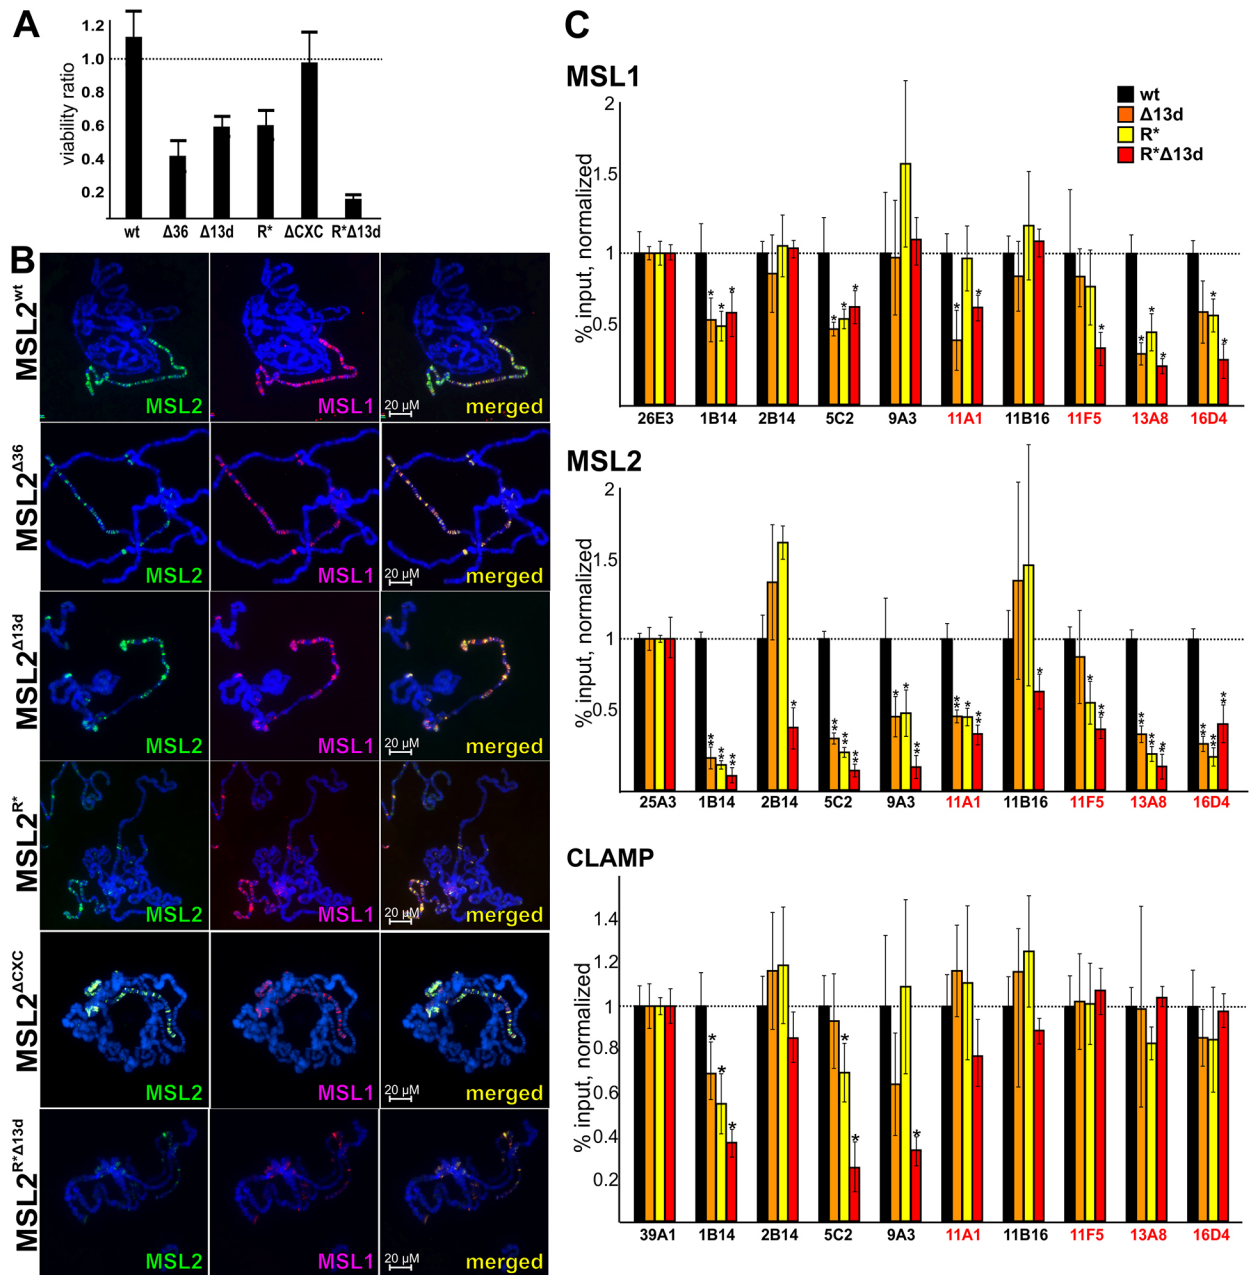 A
viability ratio
1.2
1.0
0.8
0.6
0.4
0.2
wt Δ36 Δ13d R* ΔCXC R*Δ13d
B
MSL2wt
MSL2 MSL1 20 µM merged
MSL2Δ36
MSL2 MSL1 20 µM merged
MSL2Δ13d
MSL2 MSL1 20 µM merged
MSL2R*
MSL2 MSL1 20 µM merged
MSL2ΔCXC
MSL2 MSL1 20 µM merged
MSL2R*Δ13d
MSL2 MSL1 20 µM merged
C
MSL1
wt
Δ13d
R*
R*Δ13d
% input, normalized
2
1.5
1
0.5
26E3 1B14 2B14 5C2 9A3 11A1 11B16 11F5 13A8 16D4
MSL2
% input, normalized
2
1.5
1
0.5
25A3 1B14 2B14 5C2 9A3 11A1 11B16 11F5 13A8 16D4
CLAMP
% input, normalized
1.4
1.2
1
0.8
0.6
0.4
0.2
39A1 1B14 2B14 5C2 9A3 11A1 11B16 11F5 13A8 16D4